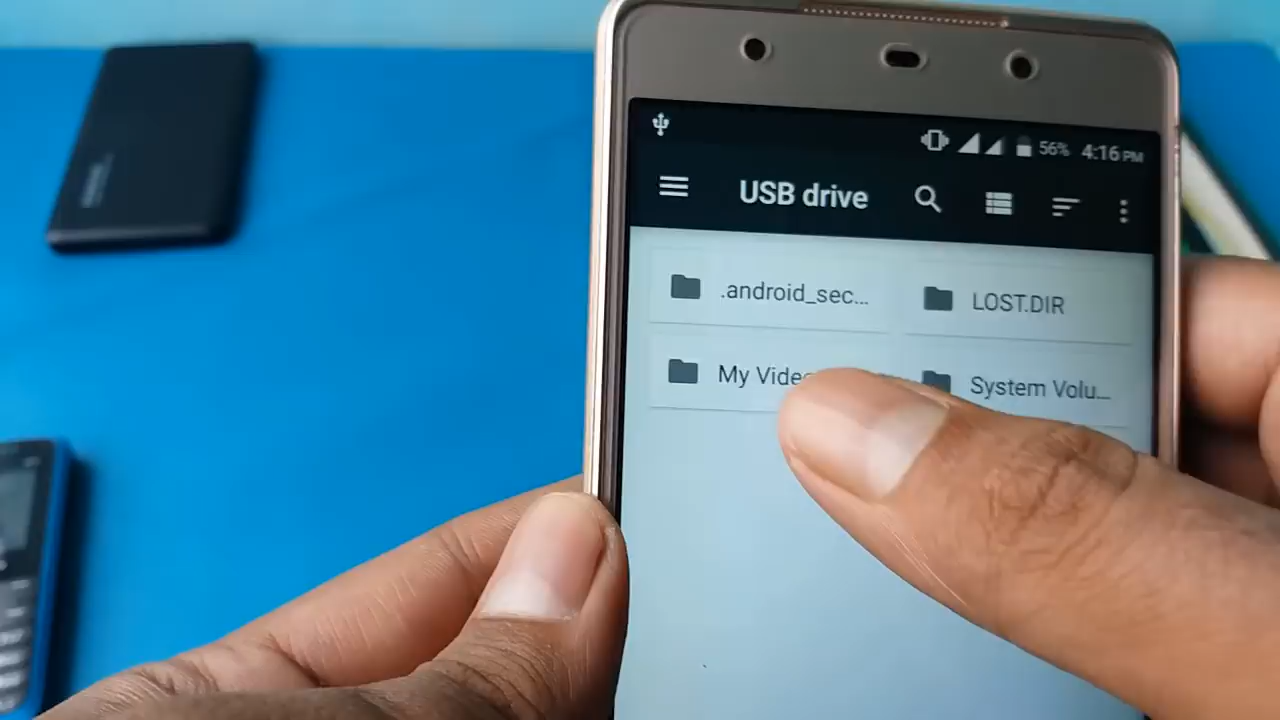 56% 4:16 PM
USB drive
.android_sec...
LOST.DIR
My Vide
System Volu...